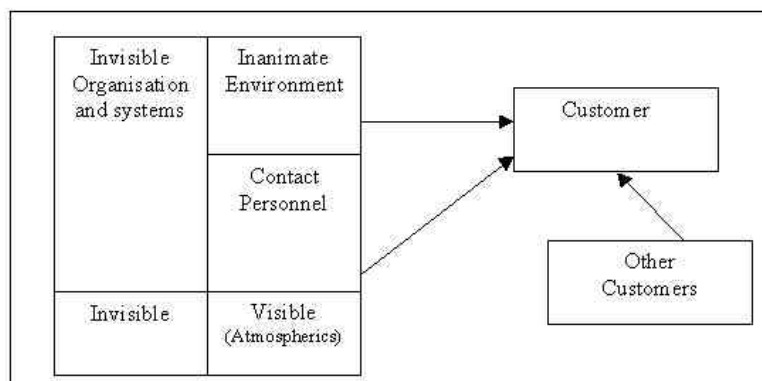 Invisible
Organisation
and systems
Inanimate
Environment
Contact
Personnel
Invisible
Visible
(Atmospherics)
Customer
Other
Customers